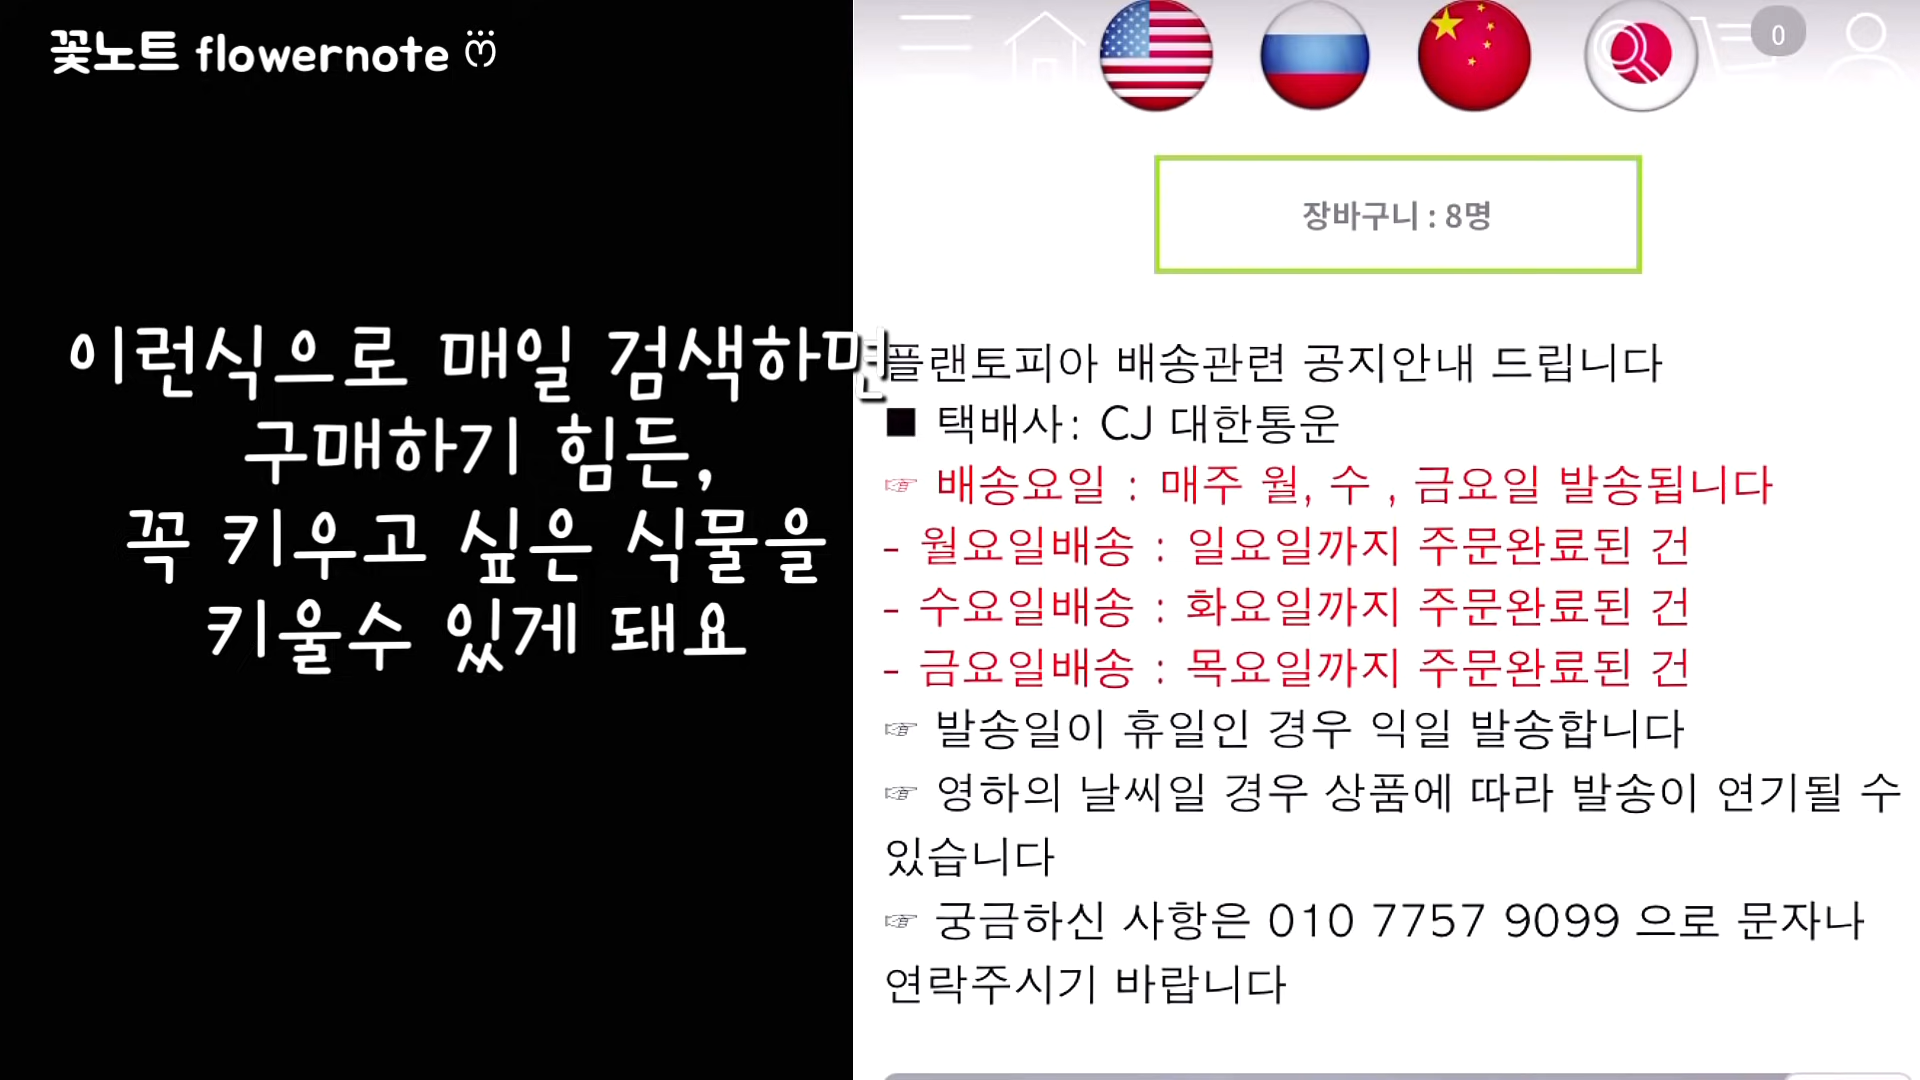 꽃노트 flowernote ෆ̈
이런식으로 매일 검색하면
구매하기 힘든,
꼭 키우고 싶은 식물을
키울수 있게 돼요
0
장바구니 : 8명
플랜토피아 배송관련 공지안내 드립니다
■ 택배사: CJ 대한통운
☞ 배송요일 : 매주 월, 수 , 금요일 발송됩니다
- 월요일배송 : 일요일까지 주문완료된 건
- 수요일배송 : 화요일까지 주문완료된 건
- 금요일배송 : 목요일까지 주문완료된 건
☞ 발송일이 휴일인 경우 익일 발송합니다
☞ 영하의 날씨일 경우 상품에 따라 발송이 연기될 수
있습니다
☞ 궁금하신 사항은 010 7757 9099 으로 문자나
연락주시기 바랍니다